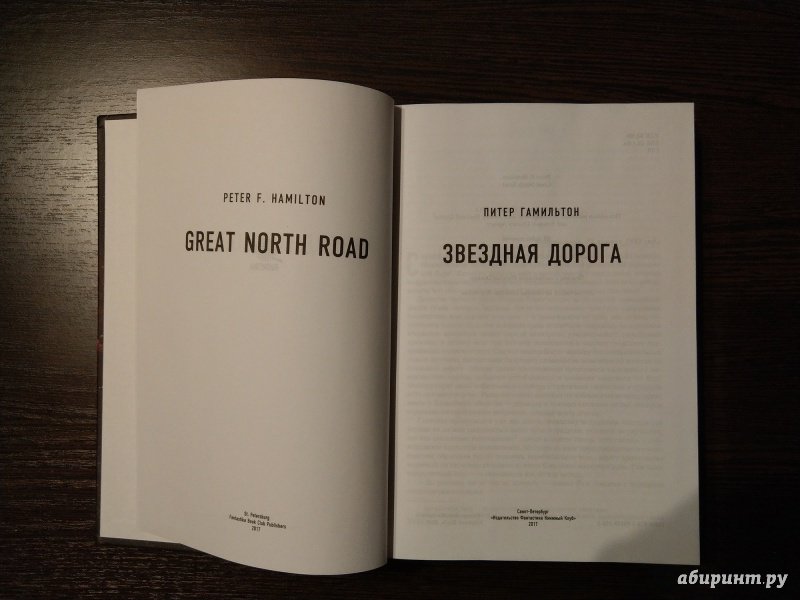 PETER F. HAMILTON
GREAT NORTH ROAD
St. Petersburg
Fantastika Book Club Publishers
2017
ПИТЕР ГАМИЛЬТОН
ЗВЕЗДНАЯ ДОРОГА
Санкт-Петербург
«Издательство Фантастика Книжный Клуб»
2017
абиринт.ру